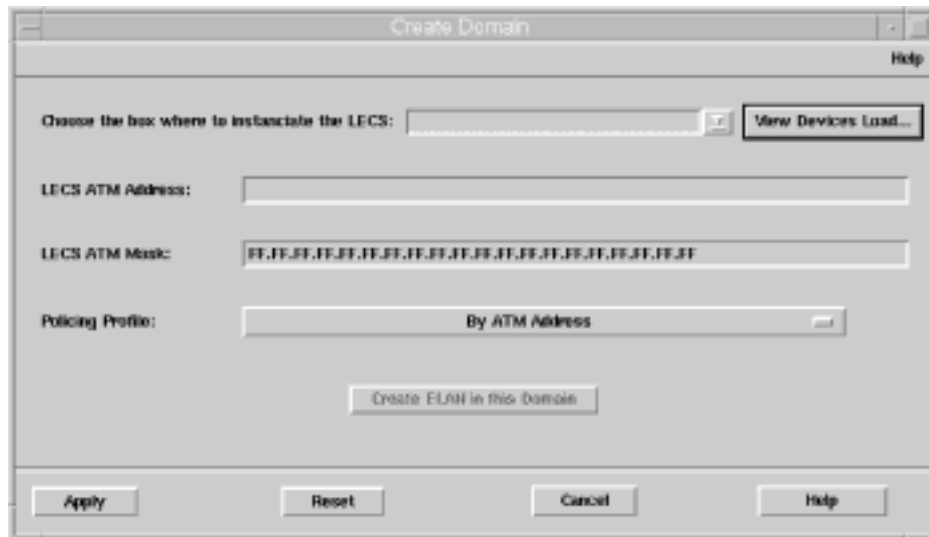 Create Domain
Help
Choose the box where to instanciate the LECS:
View Devices Load...
LECS ATM Address:
LECS ATM Mask:
FF.FF.FF.FF.FF.FF.FF.FF.FF.FF.FF.FF.FF.FF.FF.FF.FF.FF.FF.FF
Policing Profile:
By ATM Address
Create ELAN in this Domain
Apply
Reset
Cancel
Help